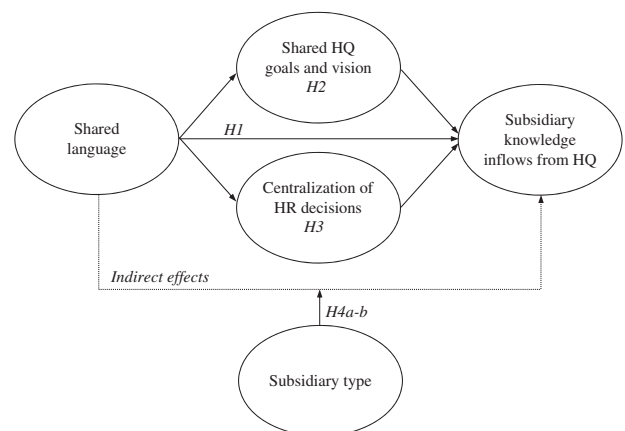 Shared HQ
goals and vision
H2
Shared
language
H1
Subsidiary
knowledge
inflows from HQ
Centralization of
HR decisions
H3
Indirect effects
H4a-b
Subsidiary type